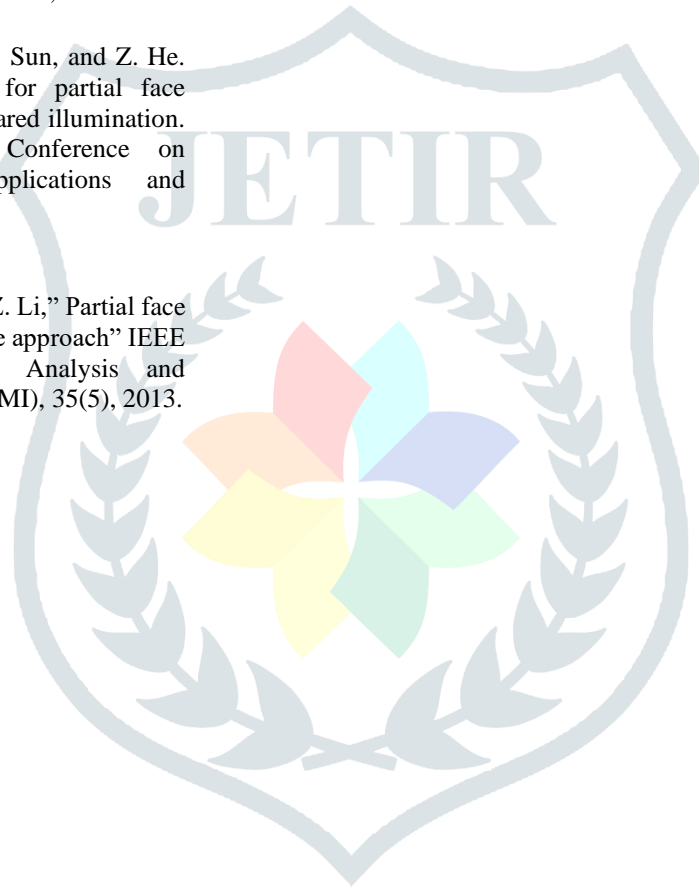 Sun, and Z. He.
for partial face
ared illumination.
Conference on
pplications and
JETIR
Z. Li,” Partial face
e approach” IEEE
Analysis and
MI), 35(5), 2013.